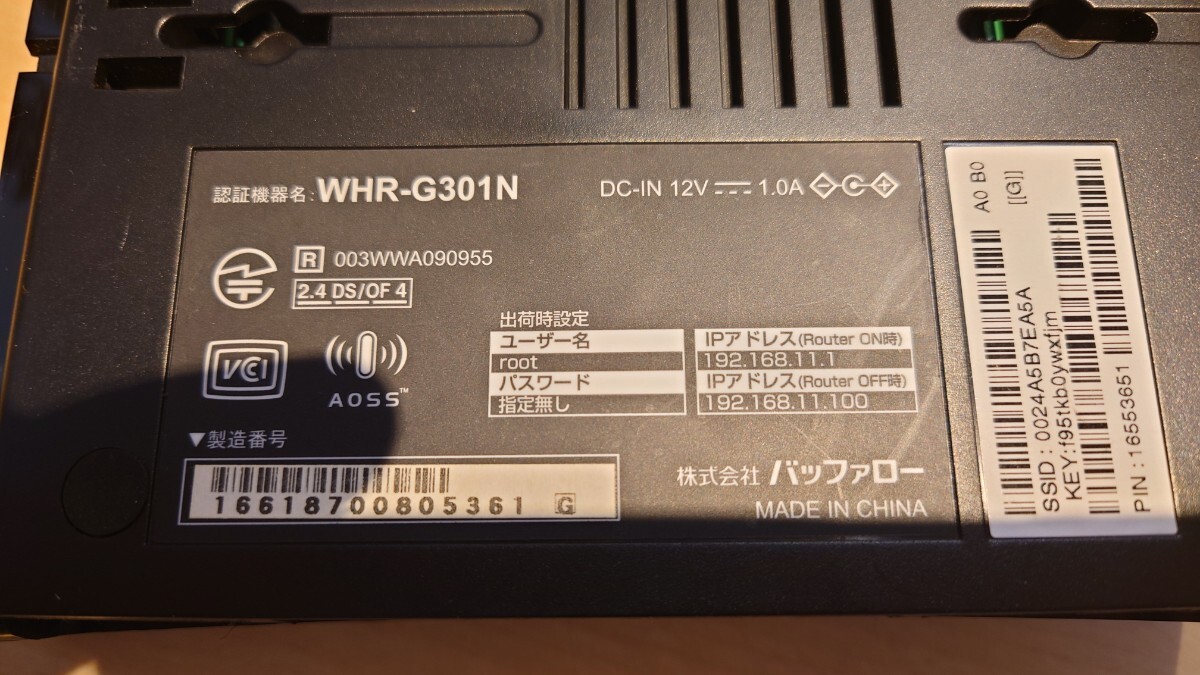 認証機器名：WHR-G301N
DC-IN 12V 1.0A
R 003WWA090955
2.4 DS/OF 4
VCI
AOSS™
出荷時設定
ユーザー名
root
パスワード
指定無し
IPアドレス(Router ON時)
192.168.11.1
IPアドレス(Router OFF時)
192.168.11.100
▼製造番号
16618700805361 G
株式会社 バッファロー
MADE IN CHINA
A0 B0
[[G]]
SSID：0024A5B7EA5A
KEY:f95tkb0ywxfjm
PIN：16553651